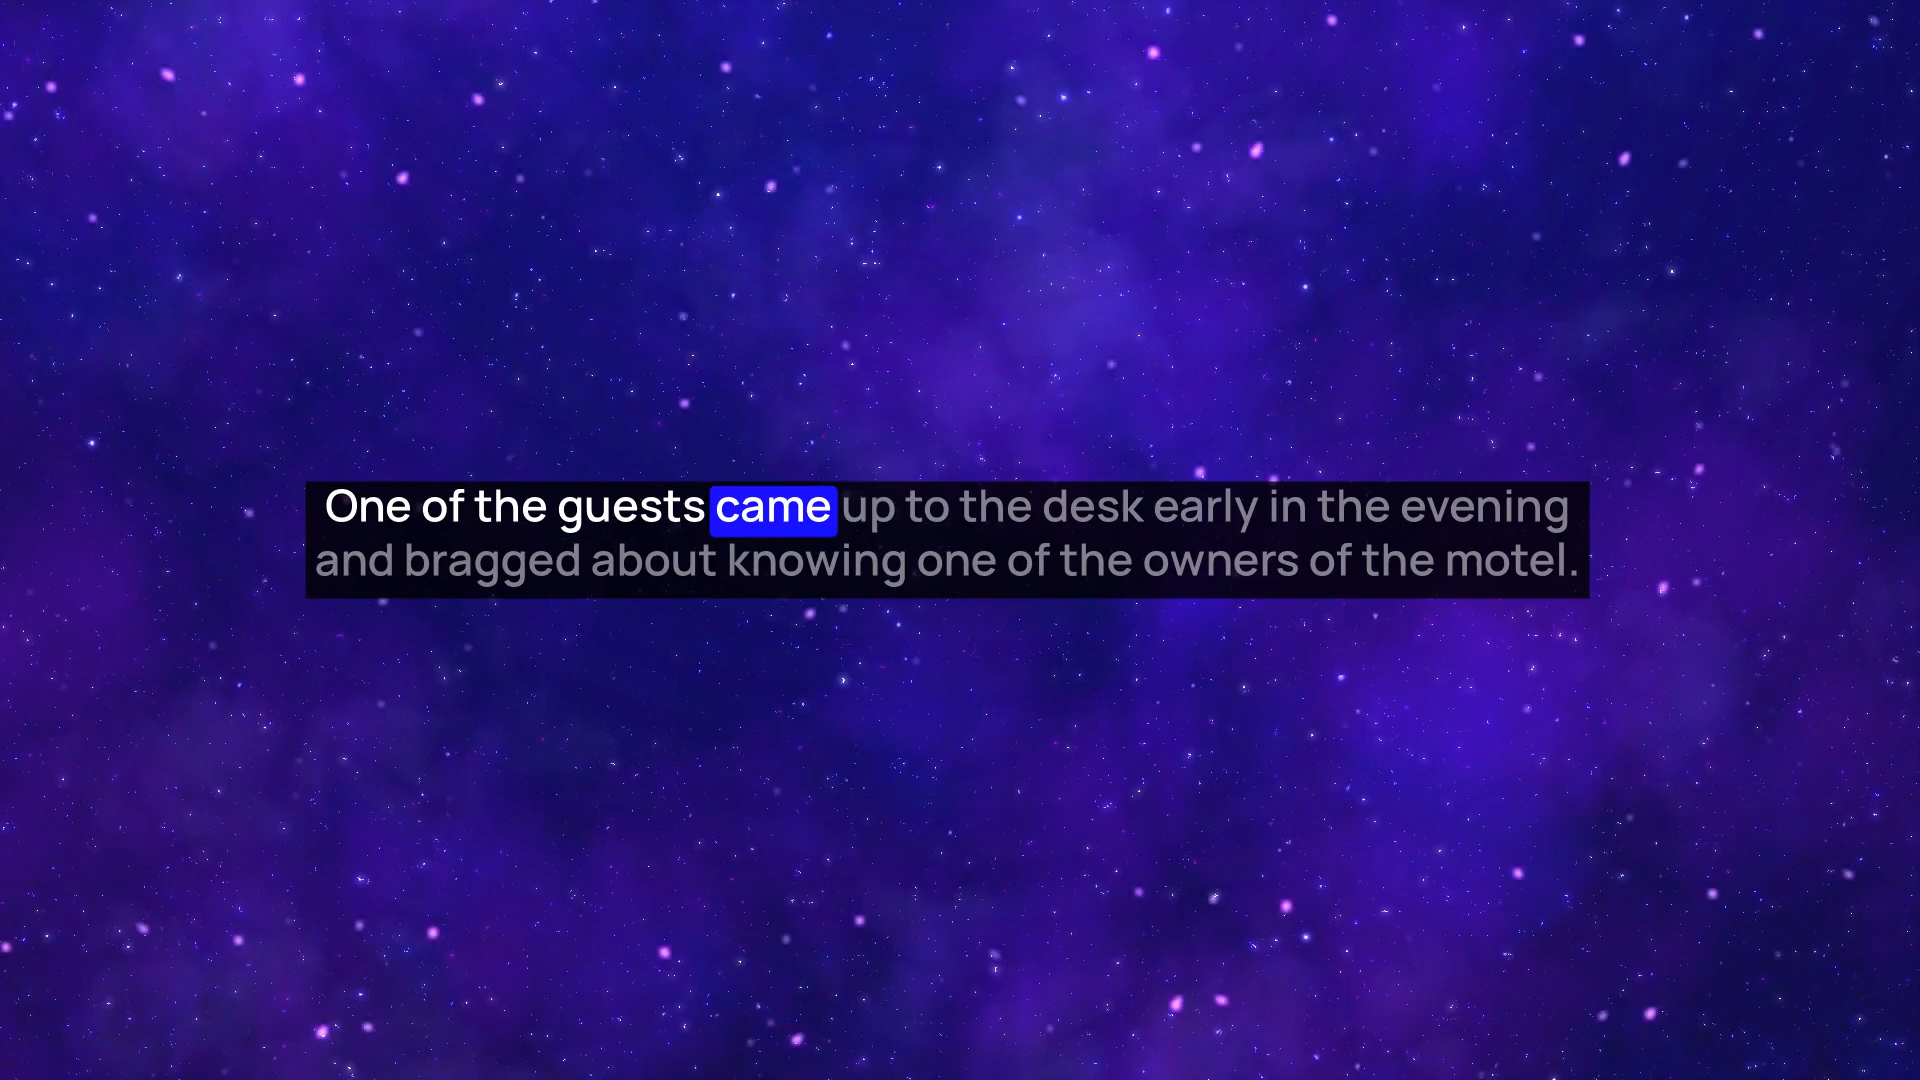 One of the guests came up to the desk early in the evening
and bragged about knowing one of the owners of the motel.